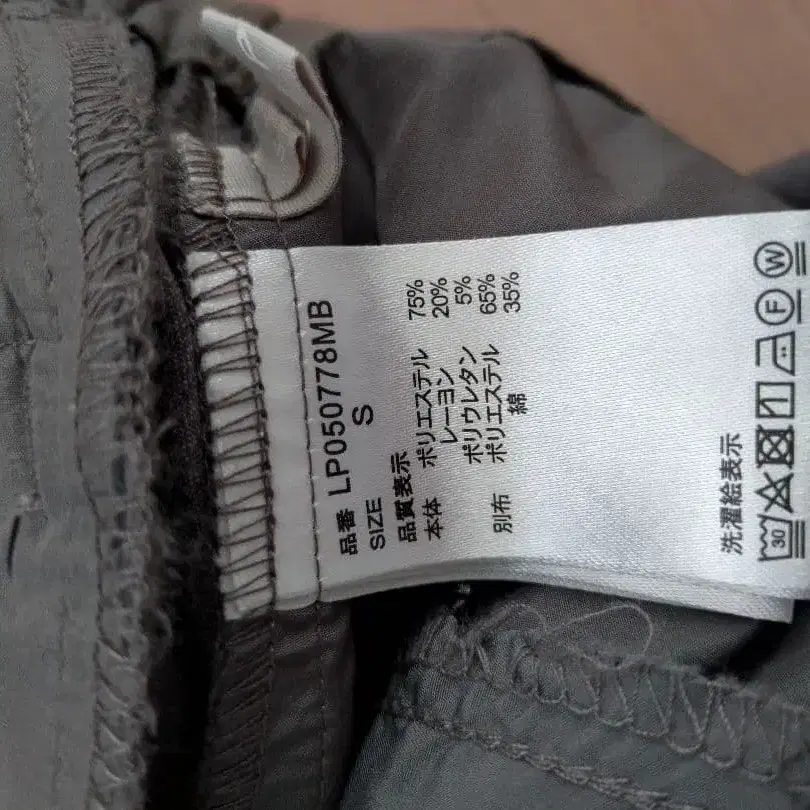 品番 LP050778MB
SIZE S
品質表示
本体 ポリエステル 75%
レーヨン 20%
ポリウレタン 5%
別布 ポリエステル 65%
綿 35%
洗濯絵表示
30 F W